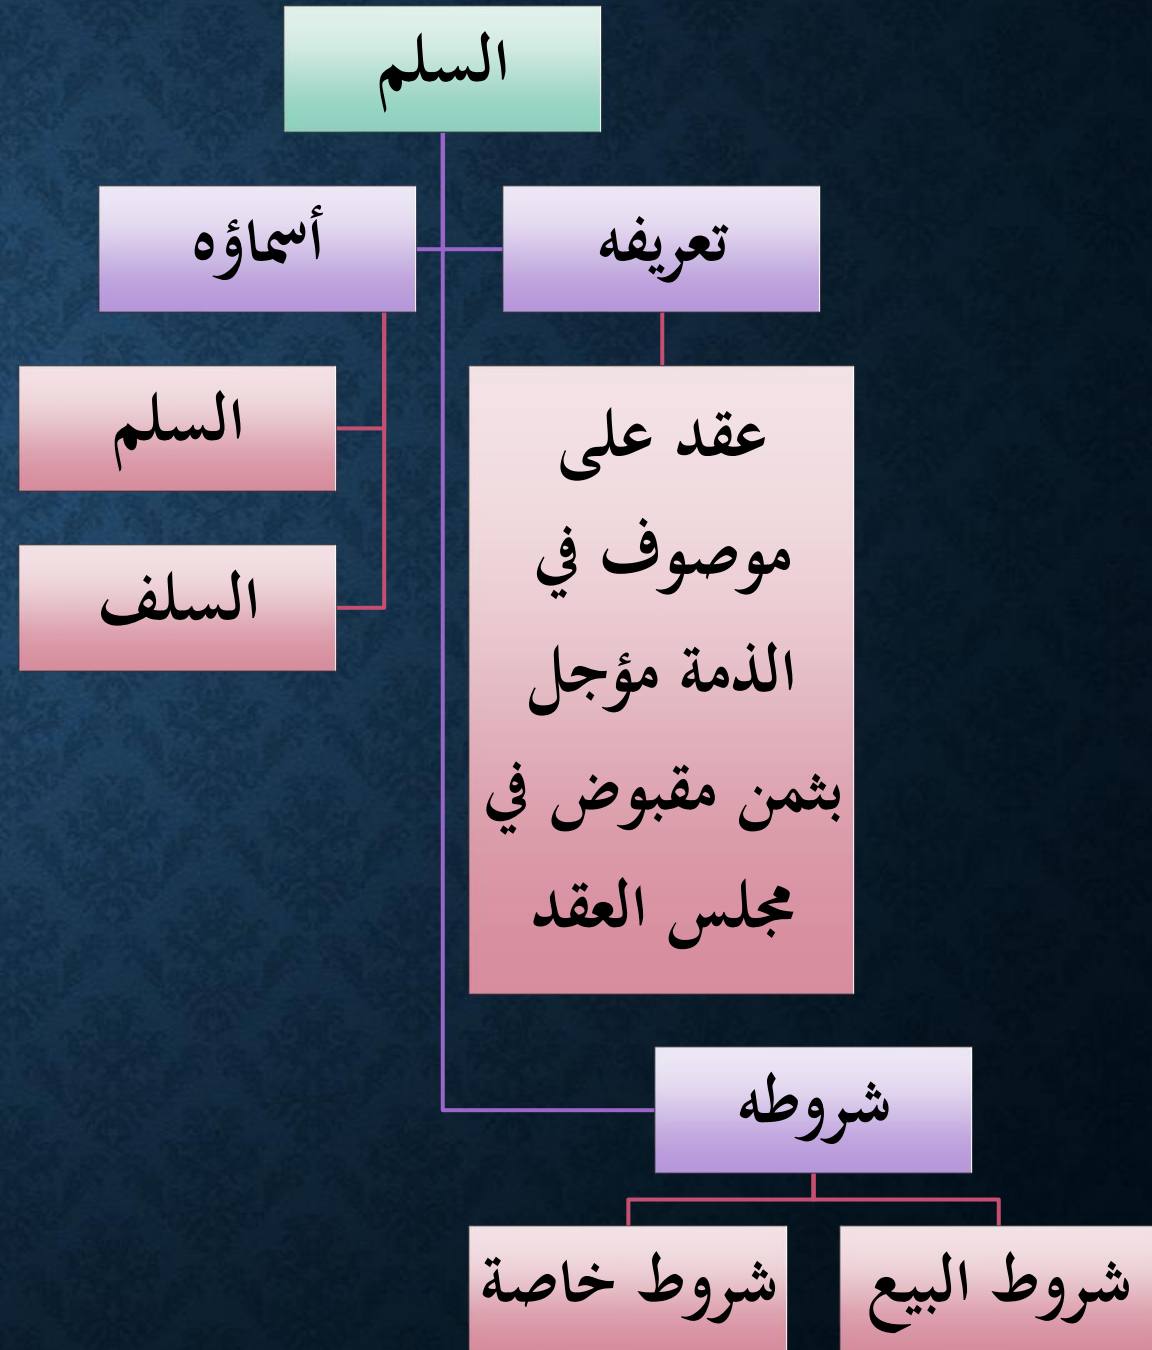 السلم
تعريفه
أسماؤه
عقد على
موصوف في
الذمة مؤجل
بثمن مقبوض في
مجلس العقد
السلم
السلف
شروطه
شروط البيع
شروط خاصة